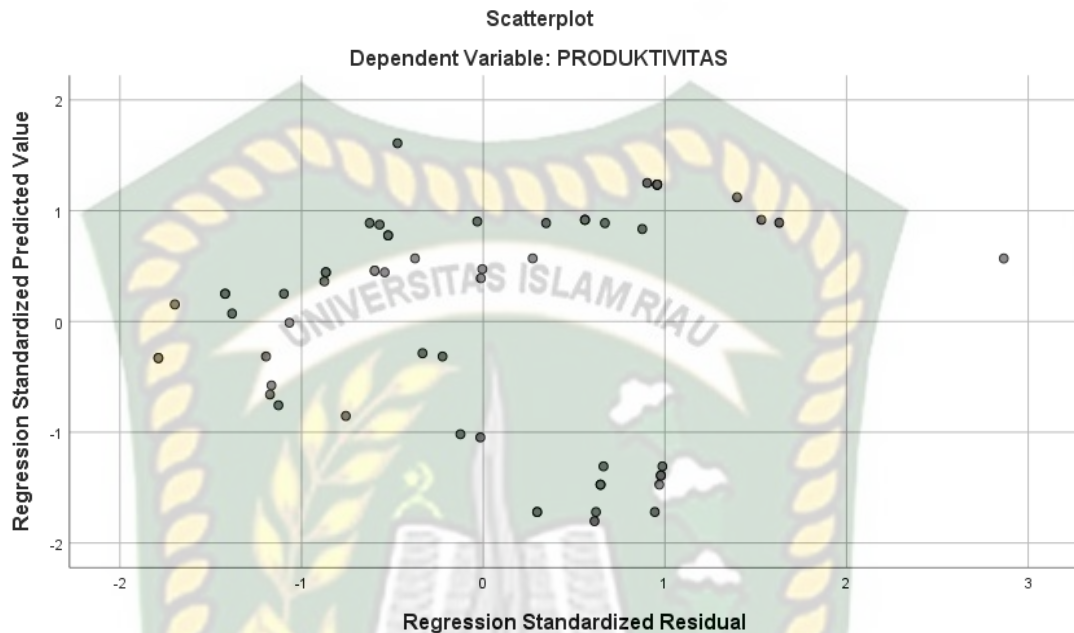 Scatterplot
Dependent Variable: PRODUKTIVITAS
Regression Standardized Predicted Value
2
1
0
-1
-2
UNIVERSITAS ISLAM RIAU
-2
-1
0
1
2
3
Regression Standardized Residual